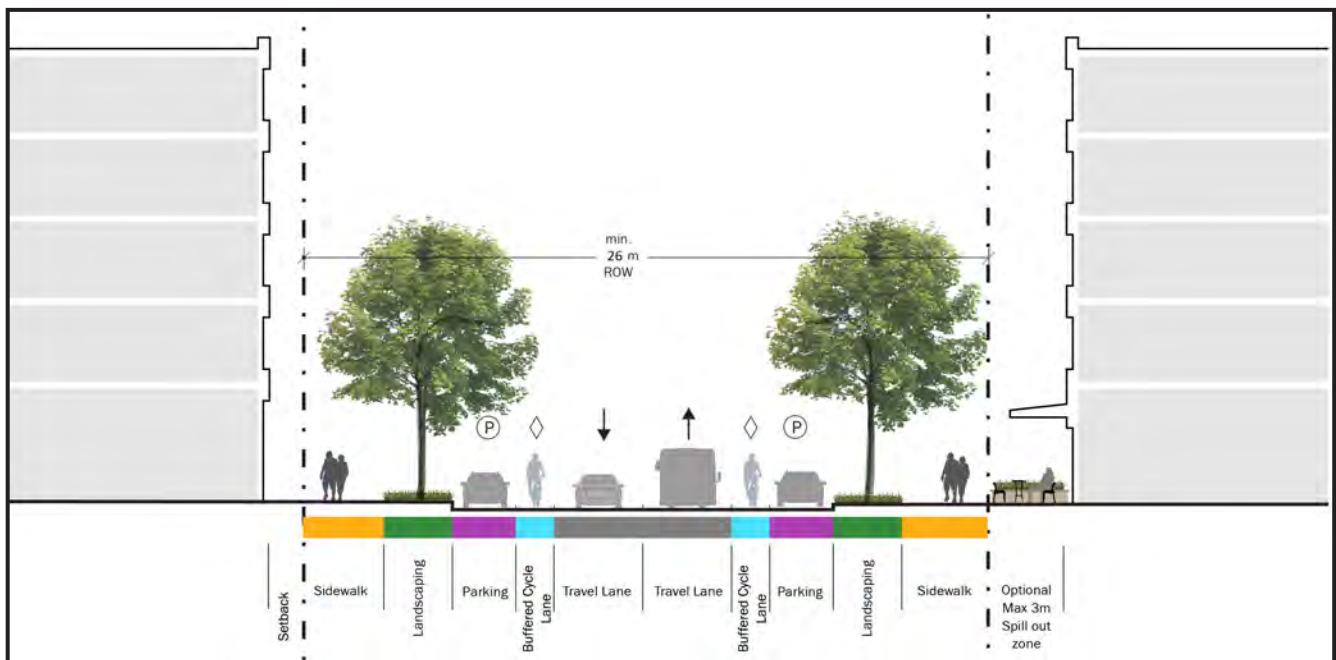 min.
26 m
ROW
P
P
Setback
Sidewalk
Landscaping
Parking
Buffered Cycle
Lane
Travel Lane
Travel Lane
Buffered Cycle
Lane
Parking
Landscaping
Sidewalk
Optional
Max 3m
Spill out
zone